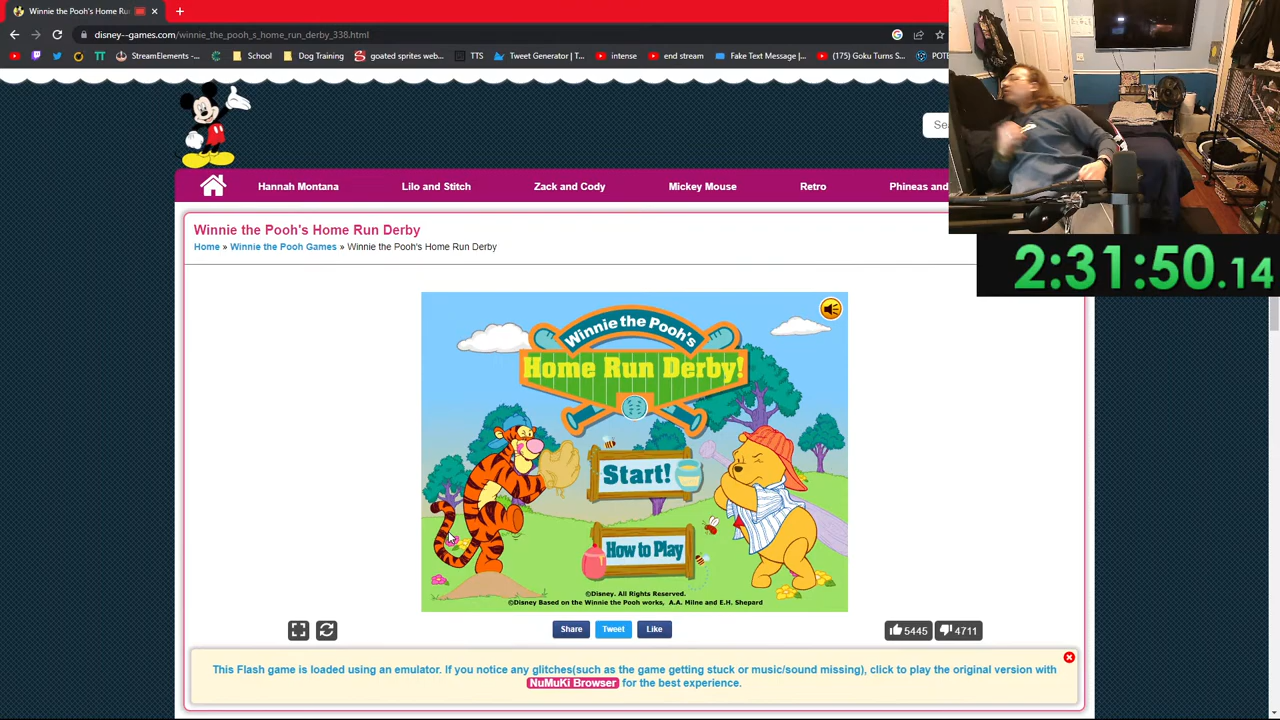 Winnie the Pooh's Home Run
disney--games.com/winnie_the_pooh_s_home_run_derby_338.html
StreamElements -... School Dog Training goated sprites web... TTS Tweet Generator | T... intense end stream Fake Text Message |... (175) Goku Turns S... POTE
Sea
Hannah Montana Lilo and Stitch Zack and Cody Mickey Mouse Retro Phineas and
2:31:50.14
Winnie the Pooh's Home Run Derby
Home » Winnie the Pooh Games » Winnie the Pooh's Home Run Derby
Winnie the Pooh's
Home Run Derby!
Start!
How to Play
©Disney. All Rights Reserved.
©Disney Based on the Winnie the Pooh works, A.A. Milne and E.H. Shepard
Share Tweet Like 5445 4711
This Flash game is loaded using an emulator. If you notice any glitches(such as the game getting stuck or music/sound missing), click to play the original version with
NuMuKi Browser for the best experience.